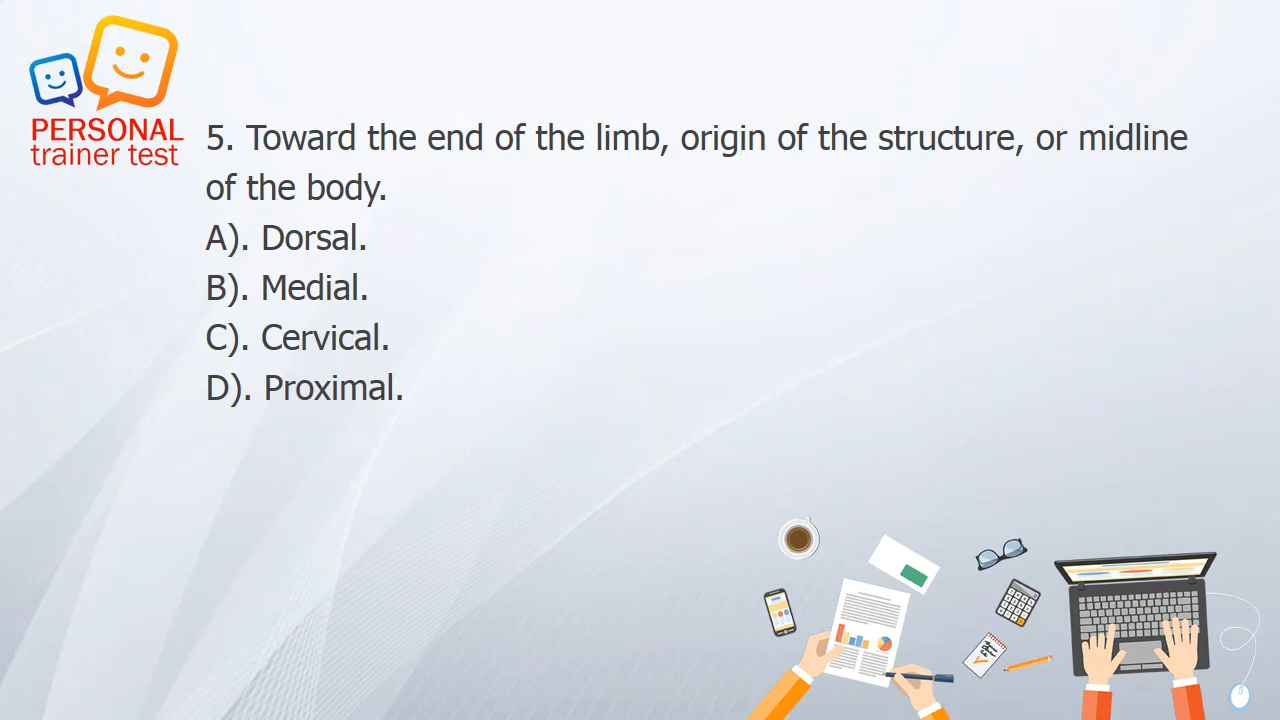 PERSONAL
trainer test
5. Toward the end of the limb, origin of the structure, or midline
of the body.
A). Dorsal.
B). Medial.
C). Cervical.
D). Proximal.